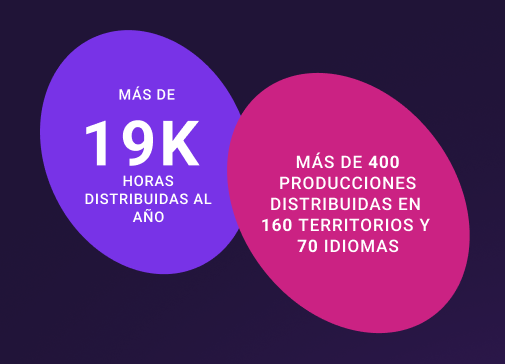 MÁS DE
19K
HORAS
DISTRIBUIDAS AL
AÑO
MÁS DE 400
PRODUCCIONES
DISTRIBUIDAS EN
160 TERRITORIOS Y
70 IDIOMAS